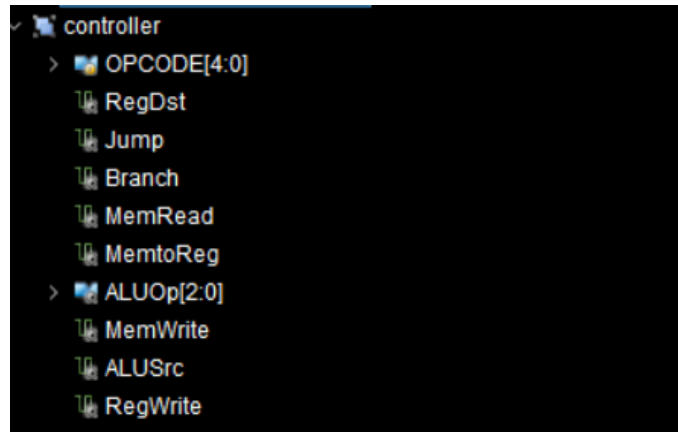 controller
OPCODE[4:0]
RegDst
Jump
Branch
MemRead
MemtoReg
ALUOp[2:0]
MemWrite
ALUSrc
RegWrite